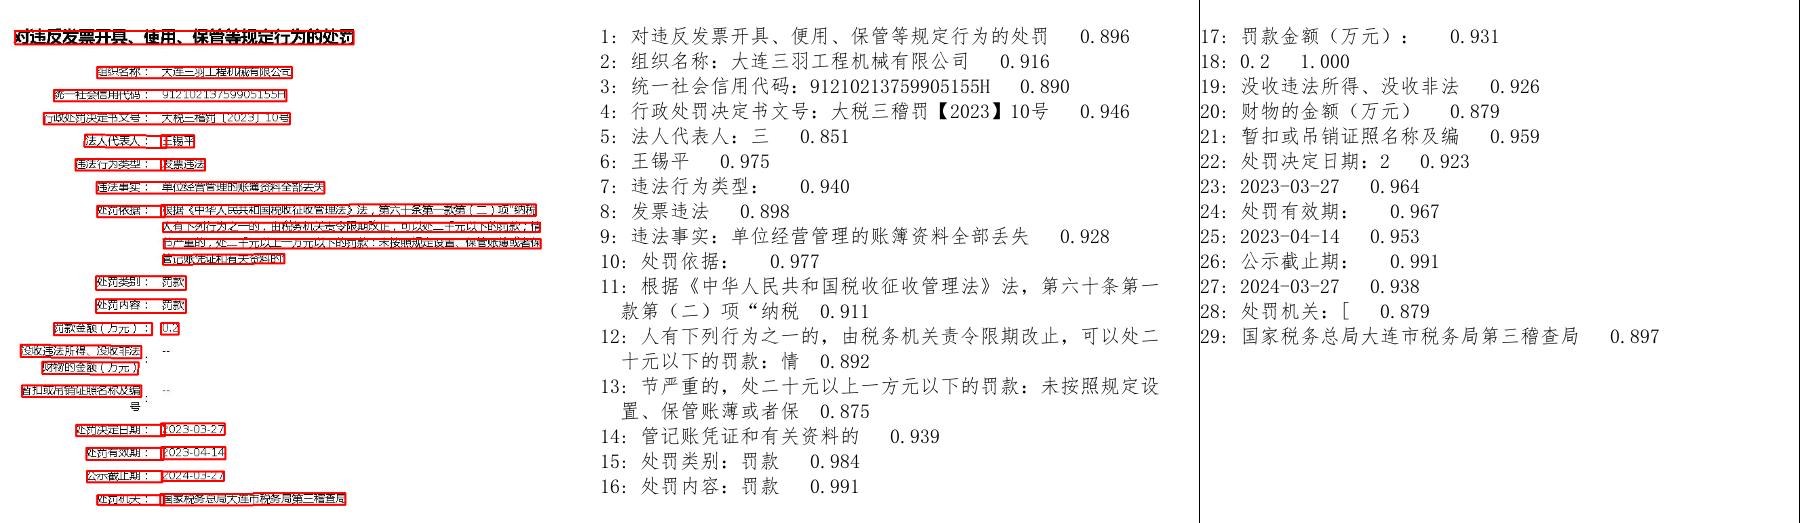 对违反发票开具、使用、保管等规定行为的处罚
组织名称： 大连三羽工程机械有限公司
统一社会信用代码： 91210213759905155H
行政处罚决定书文号： 大税三稽罚〔2023〕10号
法人代表人： 王锡平
违法行为类型： 发票违法
违法事实： 单位经营管理的账簿资料全部丢失
处罚依据： 根据《中华人民共和国税收征收管理法》法，第六十条第一款第（二）项"纳税
人有下列行为之一的，由税务机关责令限期改正，可以处二千元以下的罚款；情
节严重的，处二千元以上一万元以下的罚款：未按照规定设置、保管账簿或者保
管记账凭证和有关资料的
处罚类别： 罚款
处罚内容： 罚款
罚款金额（万元）： 0.2
没收违法所得、没收非法
财物的金额（万元） ： --
暂扣或吊销证照名称及编
号 ： --
处罚决定日期： 2023-03-27
处罚有效期： 2023-04-14
公示截止期： 2024-03-27
处罚机关： 国家税务总局大连市税务局第三稽查局
1: 对违反发票开具、便用、保管等规定行为的处罚 0.896
2: 组织名称: 大连三羽工程机械有限公司 0.916
3: 统一社会信用代码: 91210213759905155H 0.890
4: 行政处罚决定书文号: 大税三稽罚【2023】10号 0.946
5: 法人代表人: 三 0.851
6: 王锡平 0.975
7: 违法行为类型: 0.940
8: 发票违法 0.898
9: 违法事实: 单位经营管理的账簿资料全部丢失 0.928
10: 处罚依据: 0.977
11: 根据《中华人民共和国税收征收管理法》法，第六十条第一
款第（二）项“纳税 0.911
12: 人有下列行为之一的，由税务机关责令限期改止，可以处二
十元以下的罚款: 情 0.892
13: 节严重的，处二十元以上一方元以下的罚款: 未按照规定设
置、保管账薄或者保 0.875
14: 管记账凭证和有关资料的 0.939
15: 处罚类别: 罚款 0.984
16: 处罚内容: 罚款 0.991
17: 罚款金额（万元）: 0.931
18: 0.2 1.000
19: 没收违法所得、没收非法 0.926
20: 财物的金额（万元） 0.879
21: 暂扣或吊销证照名称及编 0.959
22: 处罚决定日期: 2 0.923
23: 2023-03-27 0.964
24: 处罚有效期: 0.967
25: 2023-04-14 0.953
26: 公示截止期: 0.991
27: 2024-03-27 0.938
28: 处罚机关: [ 0.879
29: 国家税务总局大连市税务局第三稽查局 0.897